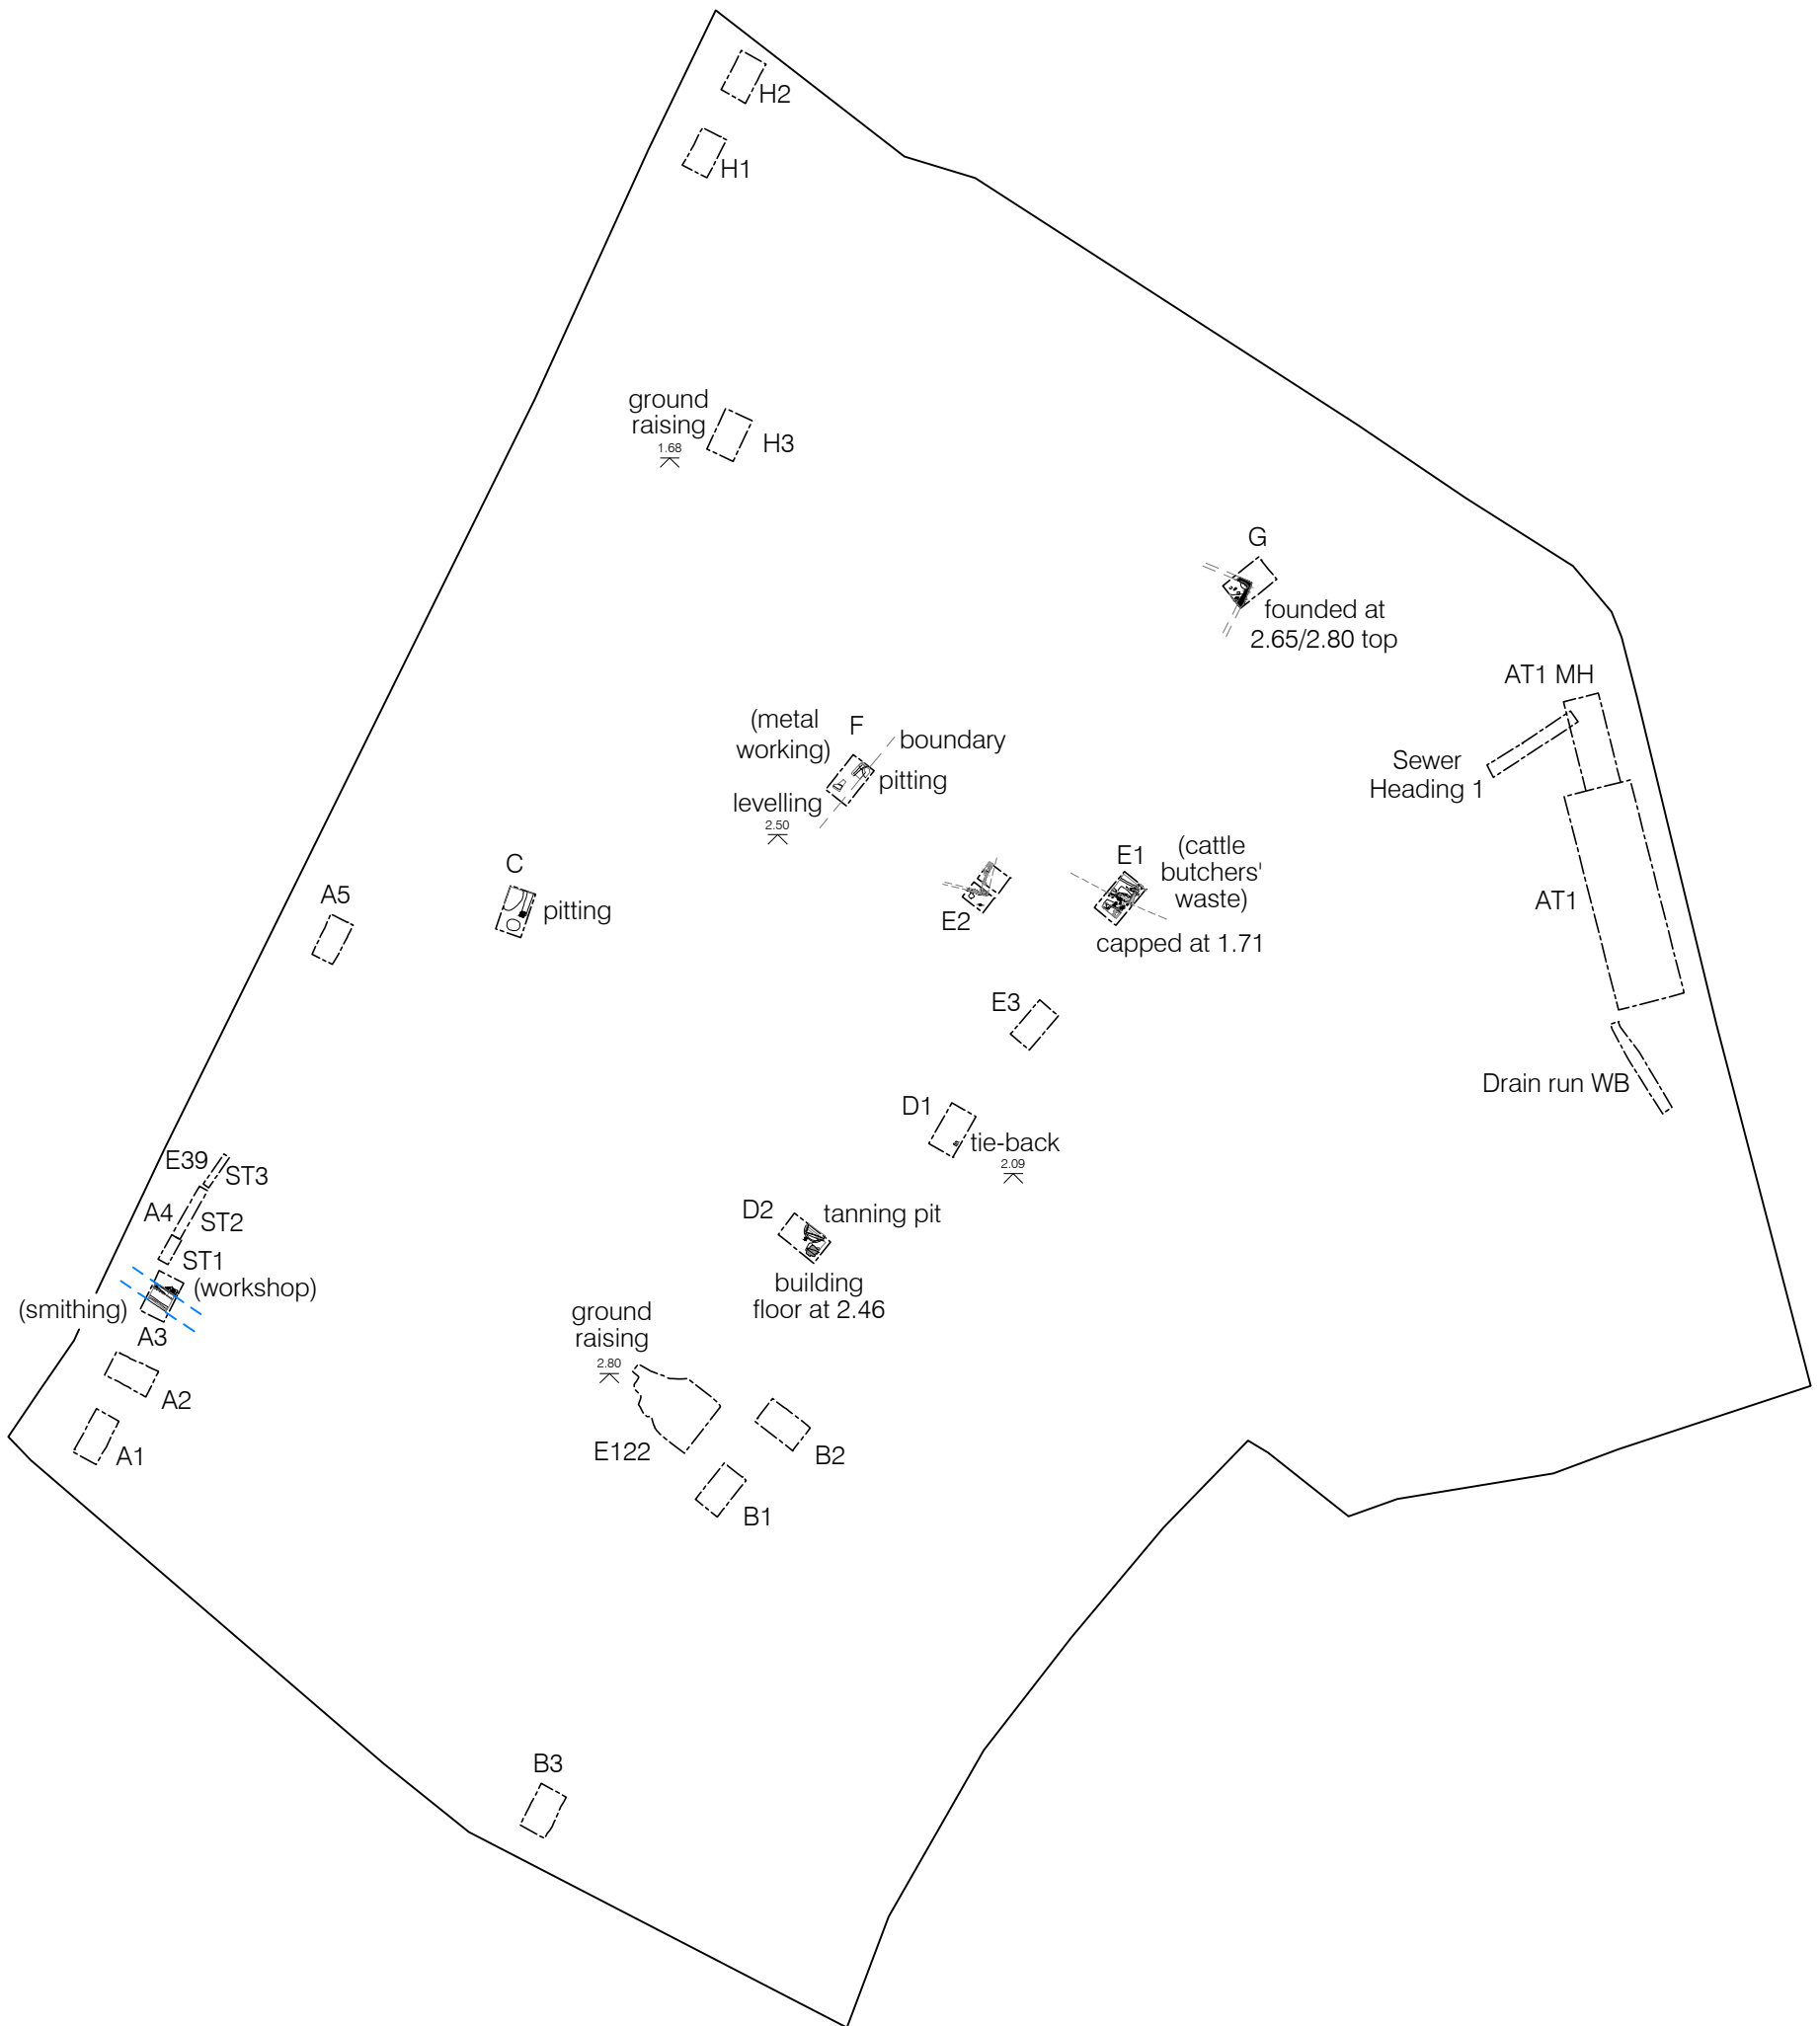 H2
H1
ground
raising
1.68
H3
G
founded at
2.65/2.80 top
AT1 MH
Sewer
Heading 1
(metal
working)
F
boundary
pitting
levelling
2.50
C
pitting
A5
E1
(cattle
butchers'
waste)
E2
capped at 1.71
AT1
E3
Drain run WB
D1
tie-back
2.09
E39
ST3
A4
ST2
ST1
(workshop)
(smithing)
A3
A2
A1
D2
tanning pit
building
floor at 2.46
ground
raising
2.80
E122
B2
B1
B3